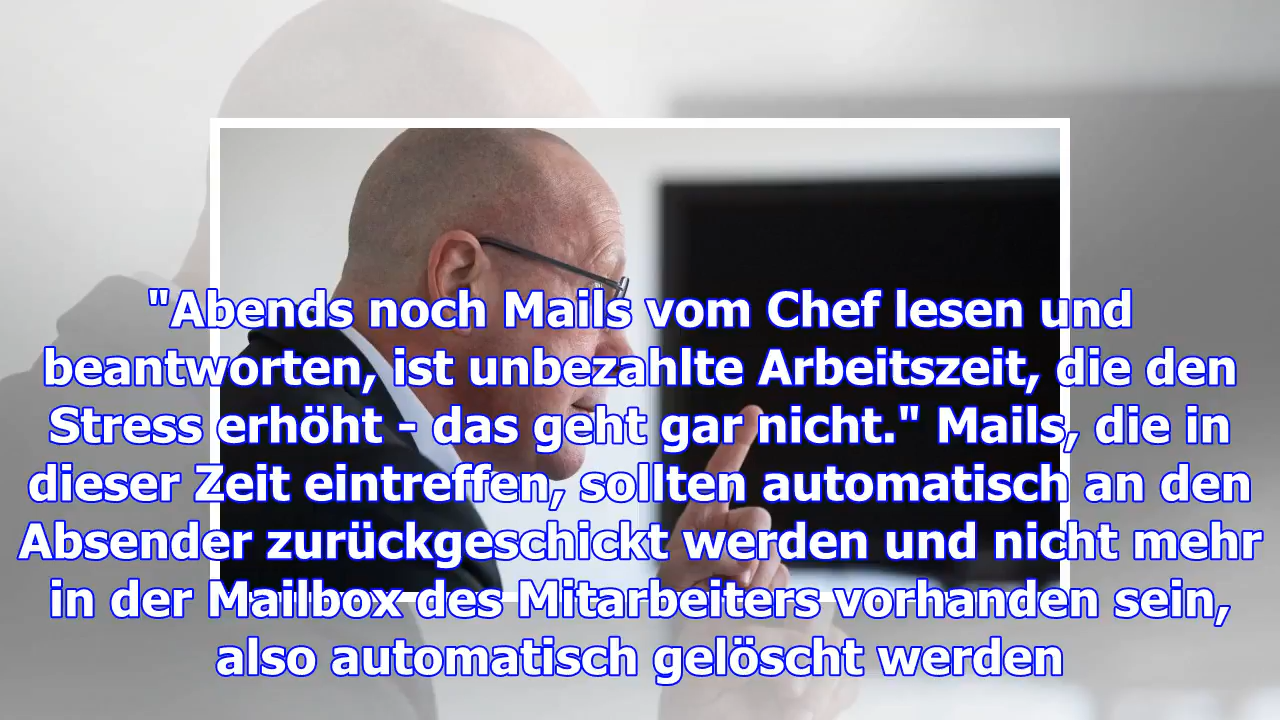 "Abends noch Mails vom Chef lesen und
beantworten, ist unbezahlte Arbeitszeit, die den
Stress erhöht - das geht gar nicht." Mails, die in
dieser Zeit eintreffen, sollten automatisch an den
Absender zurückgeschickt werden und nicht mehr
in der Mailbox des Mitarbeiters vorhanden sein,
also automatisch gelöscht werden